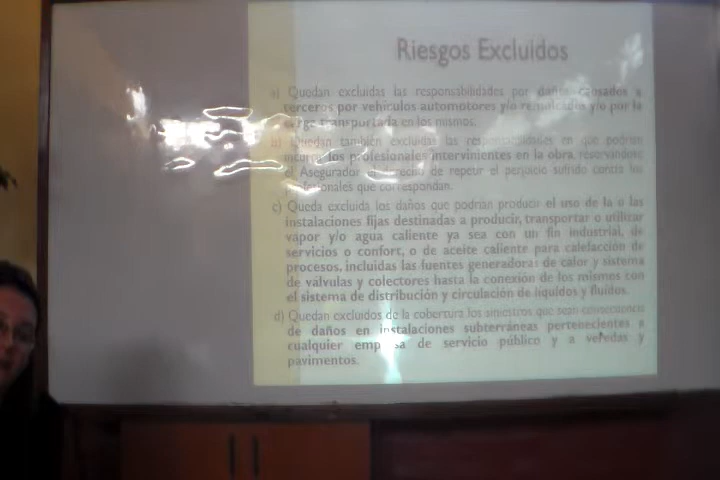 Riesgos Excluidos
a) Quedan excluidas las responsabilidades por daños causados a
terceros por vehículos automotores y/o remolcados y/o por la
carga transportada en los mismos.
b) Quedan también excluidas las responsabilidades en que podrían
incurrir los profesionales intervinientes en la obra, reservándose
el Asegurador el derecho de repetir el perjuicio sufrido contra los
profesionales que correspondan.
c) Queda excluida los daños que podrían producir el uso de la o las
instalaciones fijas destinadas a producir, transportar o utilizar
vapor y/o agua caliente ya sea con un fin industrial, de
servicios o confort, o de aceite caliente para calefacción de
procesos, incluidas las fuentes generadoras de calor y sistema
de válvulas y colectores hasta la conexión de los mismos con
el sistema de distribución y circulación de líquidos y fluidos.
d) Quedan excluidos de la cobertura los siniestros que sean consecuencia
de daños en instalaciones subterráneas pertenecientes a
cualquier empresa de servicio público y a veredas y
pavimentos.